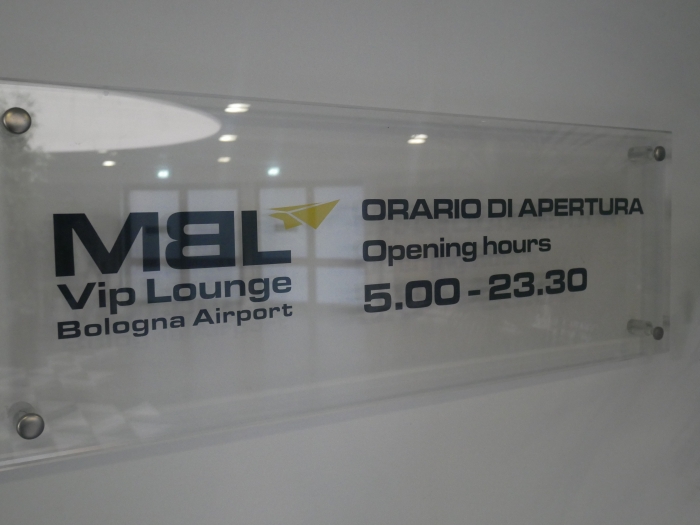 MBL
Vip Lounge
Bologna Airport
ORARIO DI APERTURA
Opening hours
5.00 - 23.30